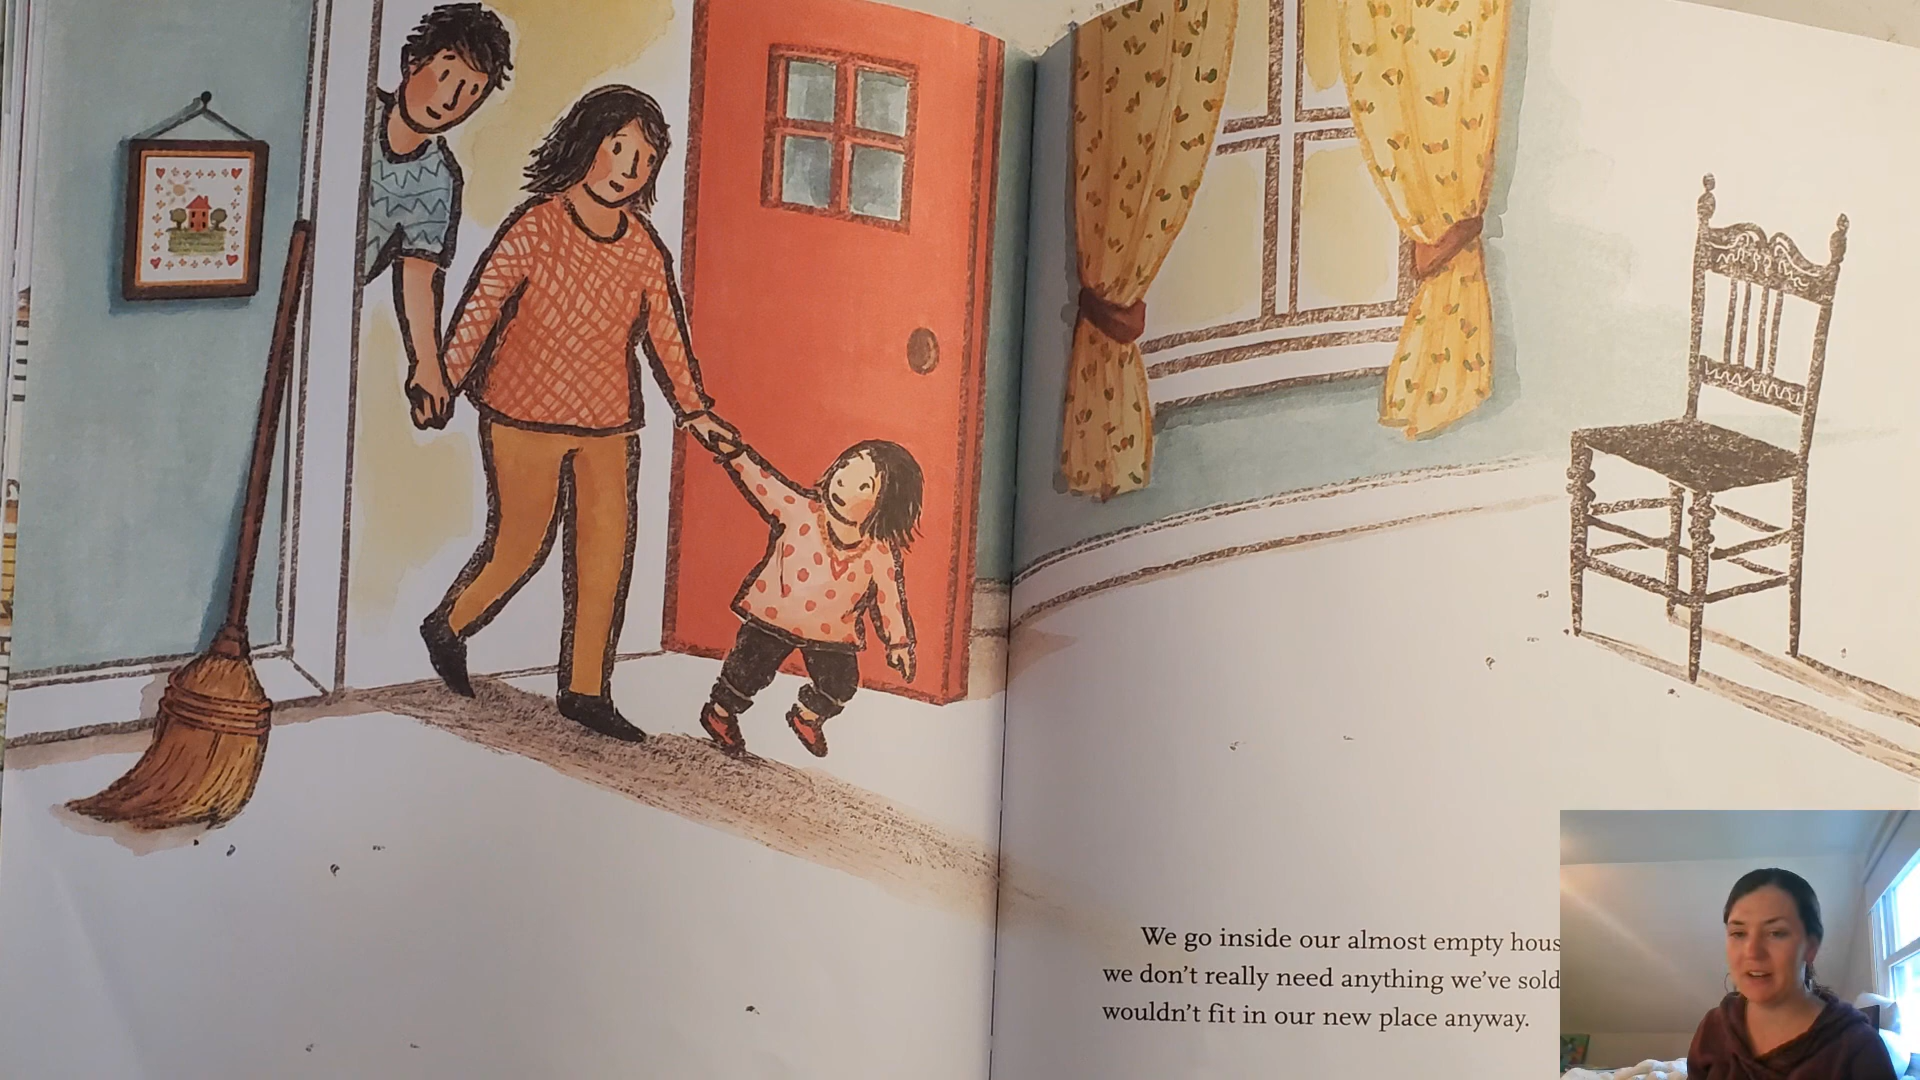 We go inside our almost empty hous
we don't really need anything we've sold
wouldn't fit in our new place anyway.